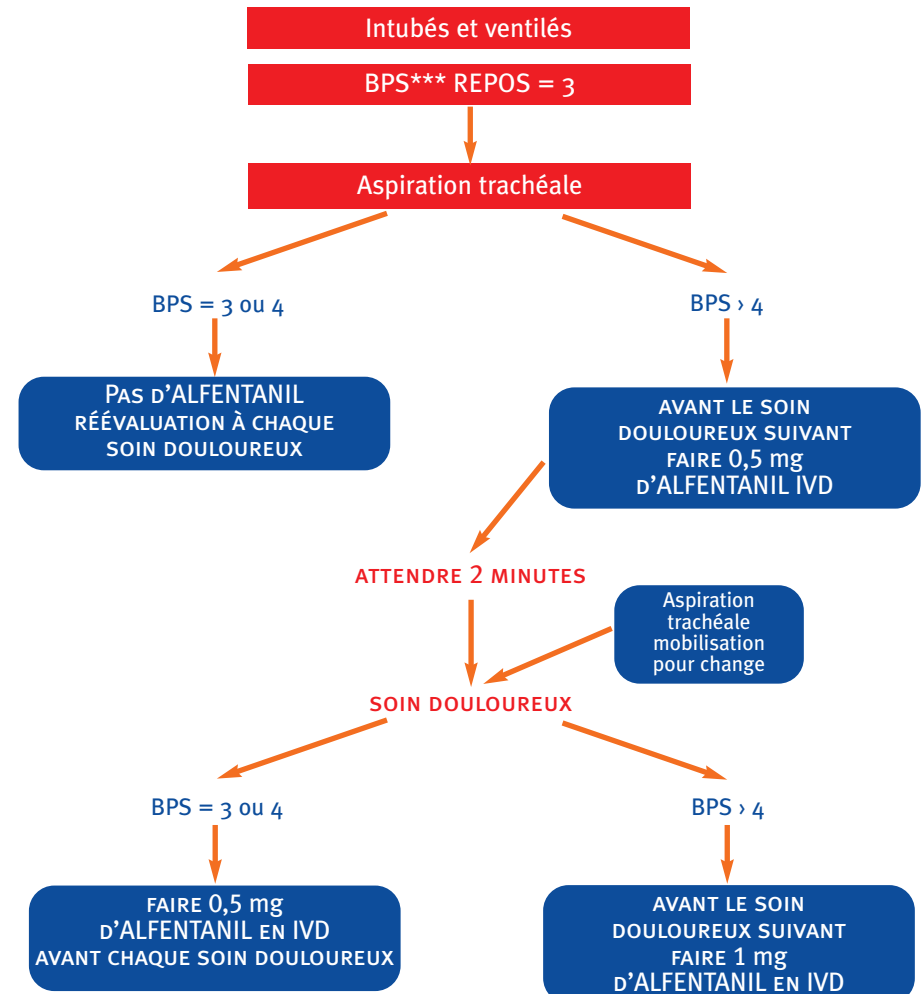 Intubés et ventilés
BPS*** REPOS = 3
Aspiration trachéale
BPS = 3 ou 4
BPS › 4
Pas d'ALFENTANIL
réévaluation à chaque
soin douloureux
avant le soin
douloureux suivant
faire 0,5 mg
d'ALFENTANIL IVD
attendre 2 minutes
Aspiration
trachéale
mobilisation
pour change
soin douloureux
BPS = 3 ou 4
BPS › 4
faire 0,5 mg
d'ALFENTANIL en IVD
avant chaque soin douloureux
avant le soin
douloureux suivant
faire 1 mg
d'ALFENTANIL en IVD